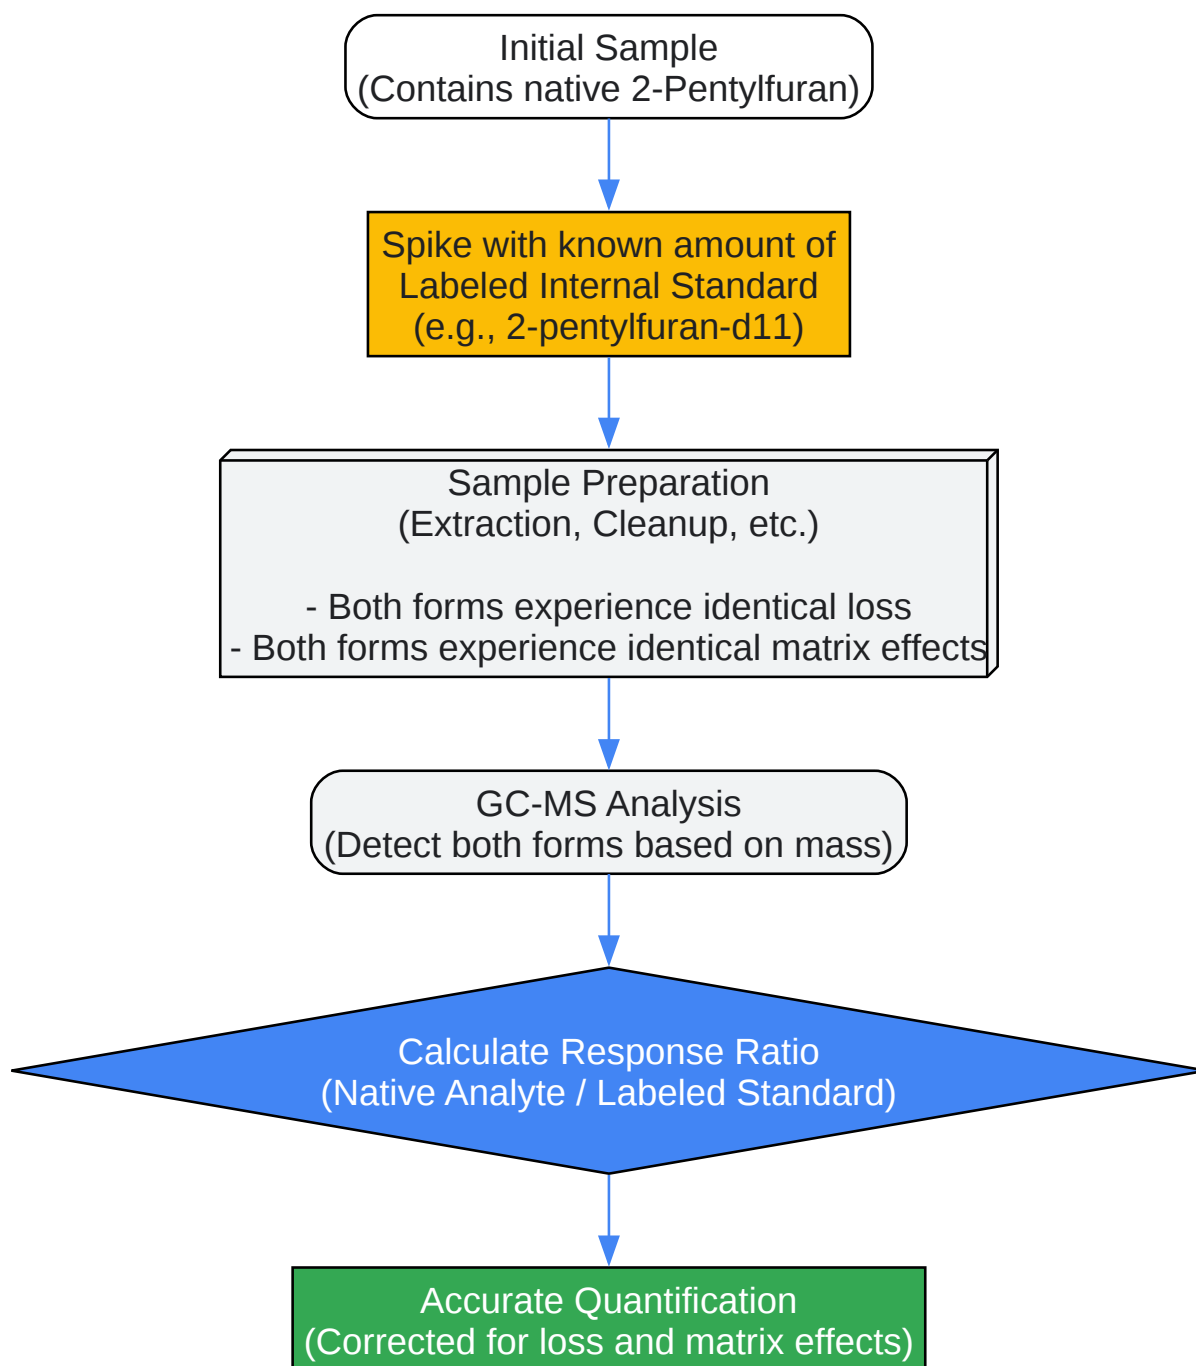 Initial Sample
(Contains native 2-Pentylfuran)
Spike with known amount of
Labeled Internal Standard
(e.g., 2-pentylfuran-d11)
Sample Preparation
(Extraction, Cleanup, etc.)
- Both forms experience identical loss
- Both forms experience identical matrix effects
GC-MS Analysis
(Detect both forms based on mass)
Calculate Response Ratio
(Native Analyte / Labeled Standard)
Accurate Quantification
(Corrected for loss and matrix effects)